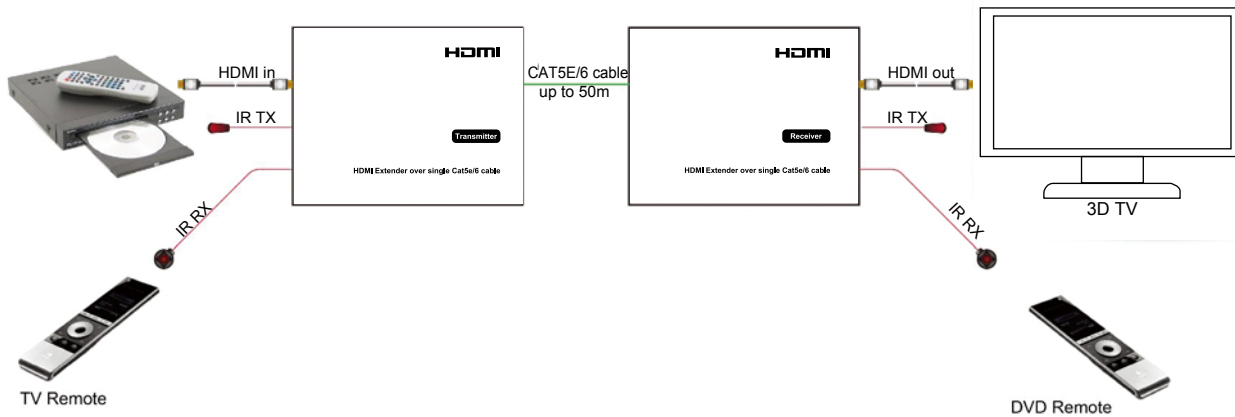 HDMI
HDMI
HDMI in
CAT5E/6 cable
up to 50m
HDMI out
IR TX
IR TX
Transmitter
Receiver
HDMI Extender over single Cat5e/6 cable
HDMI Extender over single Cat5e/6 cable
IR RX
IR RX
3D TV
TV Remote
DVD Remote